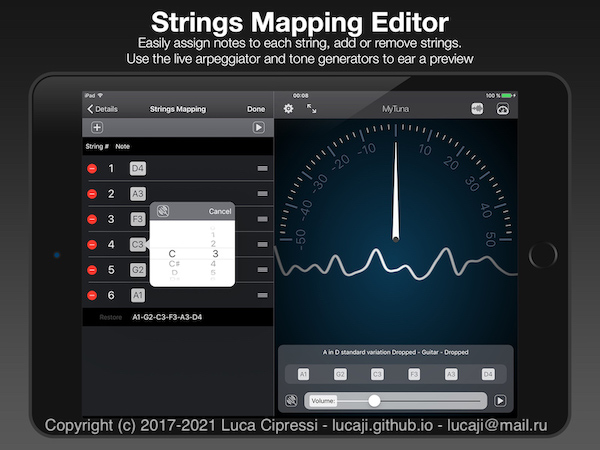 Strings Mapping Editor
Easily assign notes to each string, add or remove strings.
Use the live arpeggiator and tone generators to ear a preview
iPad 00:08 100 %
Details Strings Mapping Done
MyTuna
String # Note
1 D4
2 A3
3 F3
4 C3
5 G2
6 A1
Cancel
1
2
C 3
C# 4
D 5
Restore A1-G2-C3-F3-A3-D4
-50 -40 -30 -20 -10 0 10 20 30 40 50
A in D standard variation Dropped - Guitar - Dropped
A1 G2 C3 F3 A3 D4
Volume:
Copyright (c) 2017-2021 Luca Cipressi - lucaji.github.io - lucaji@mail.ru